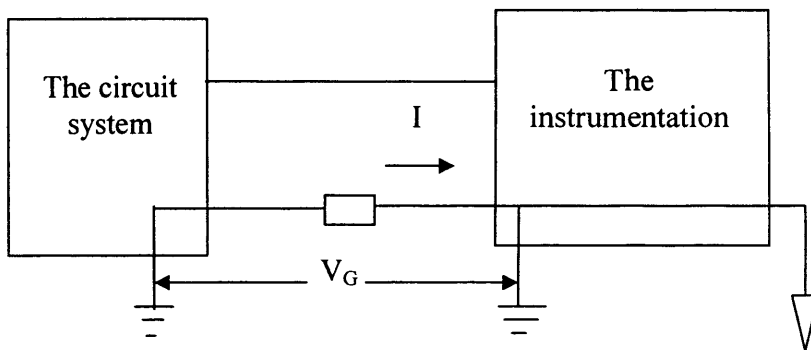 The circuit
system
The
instrumentation
I
V_G